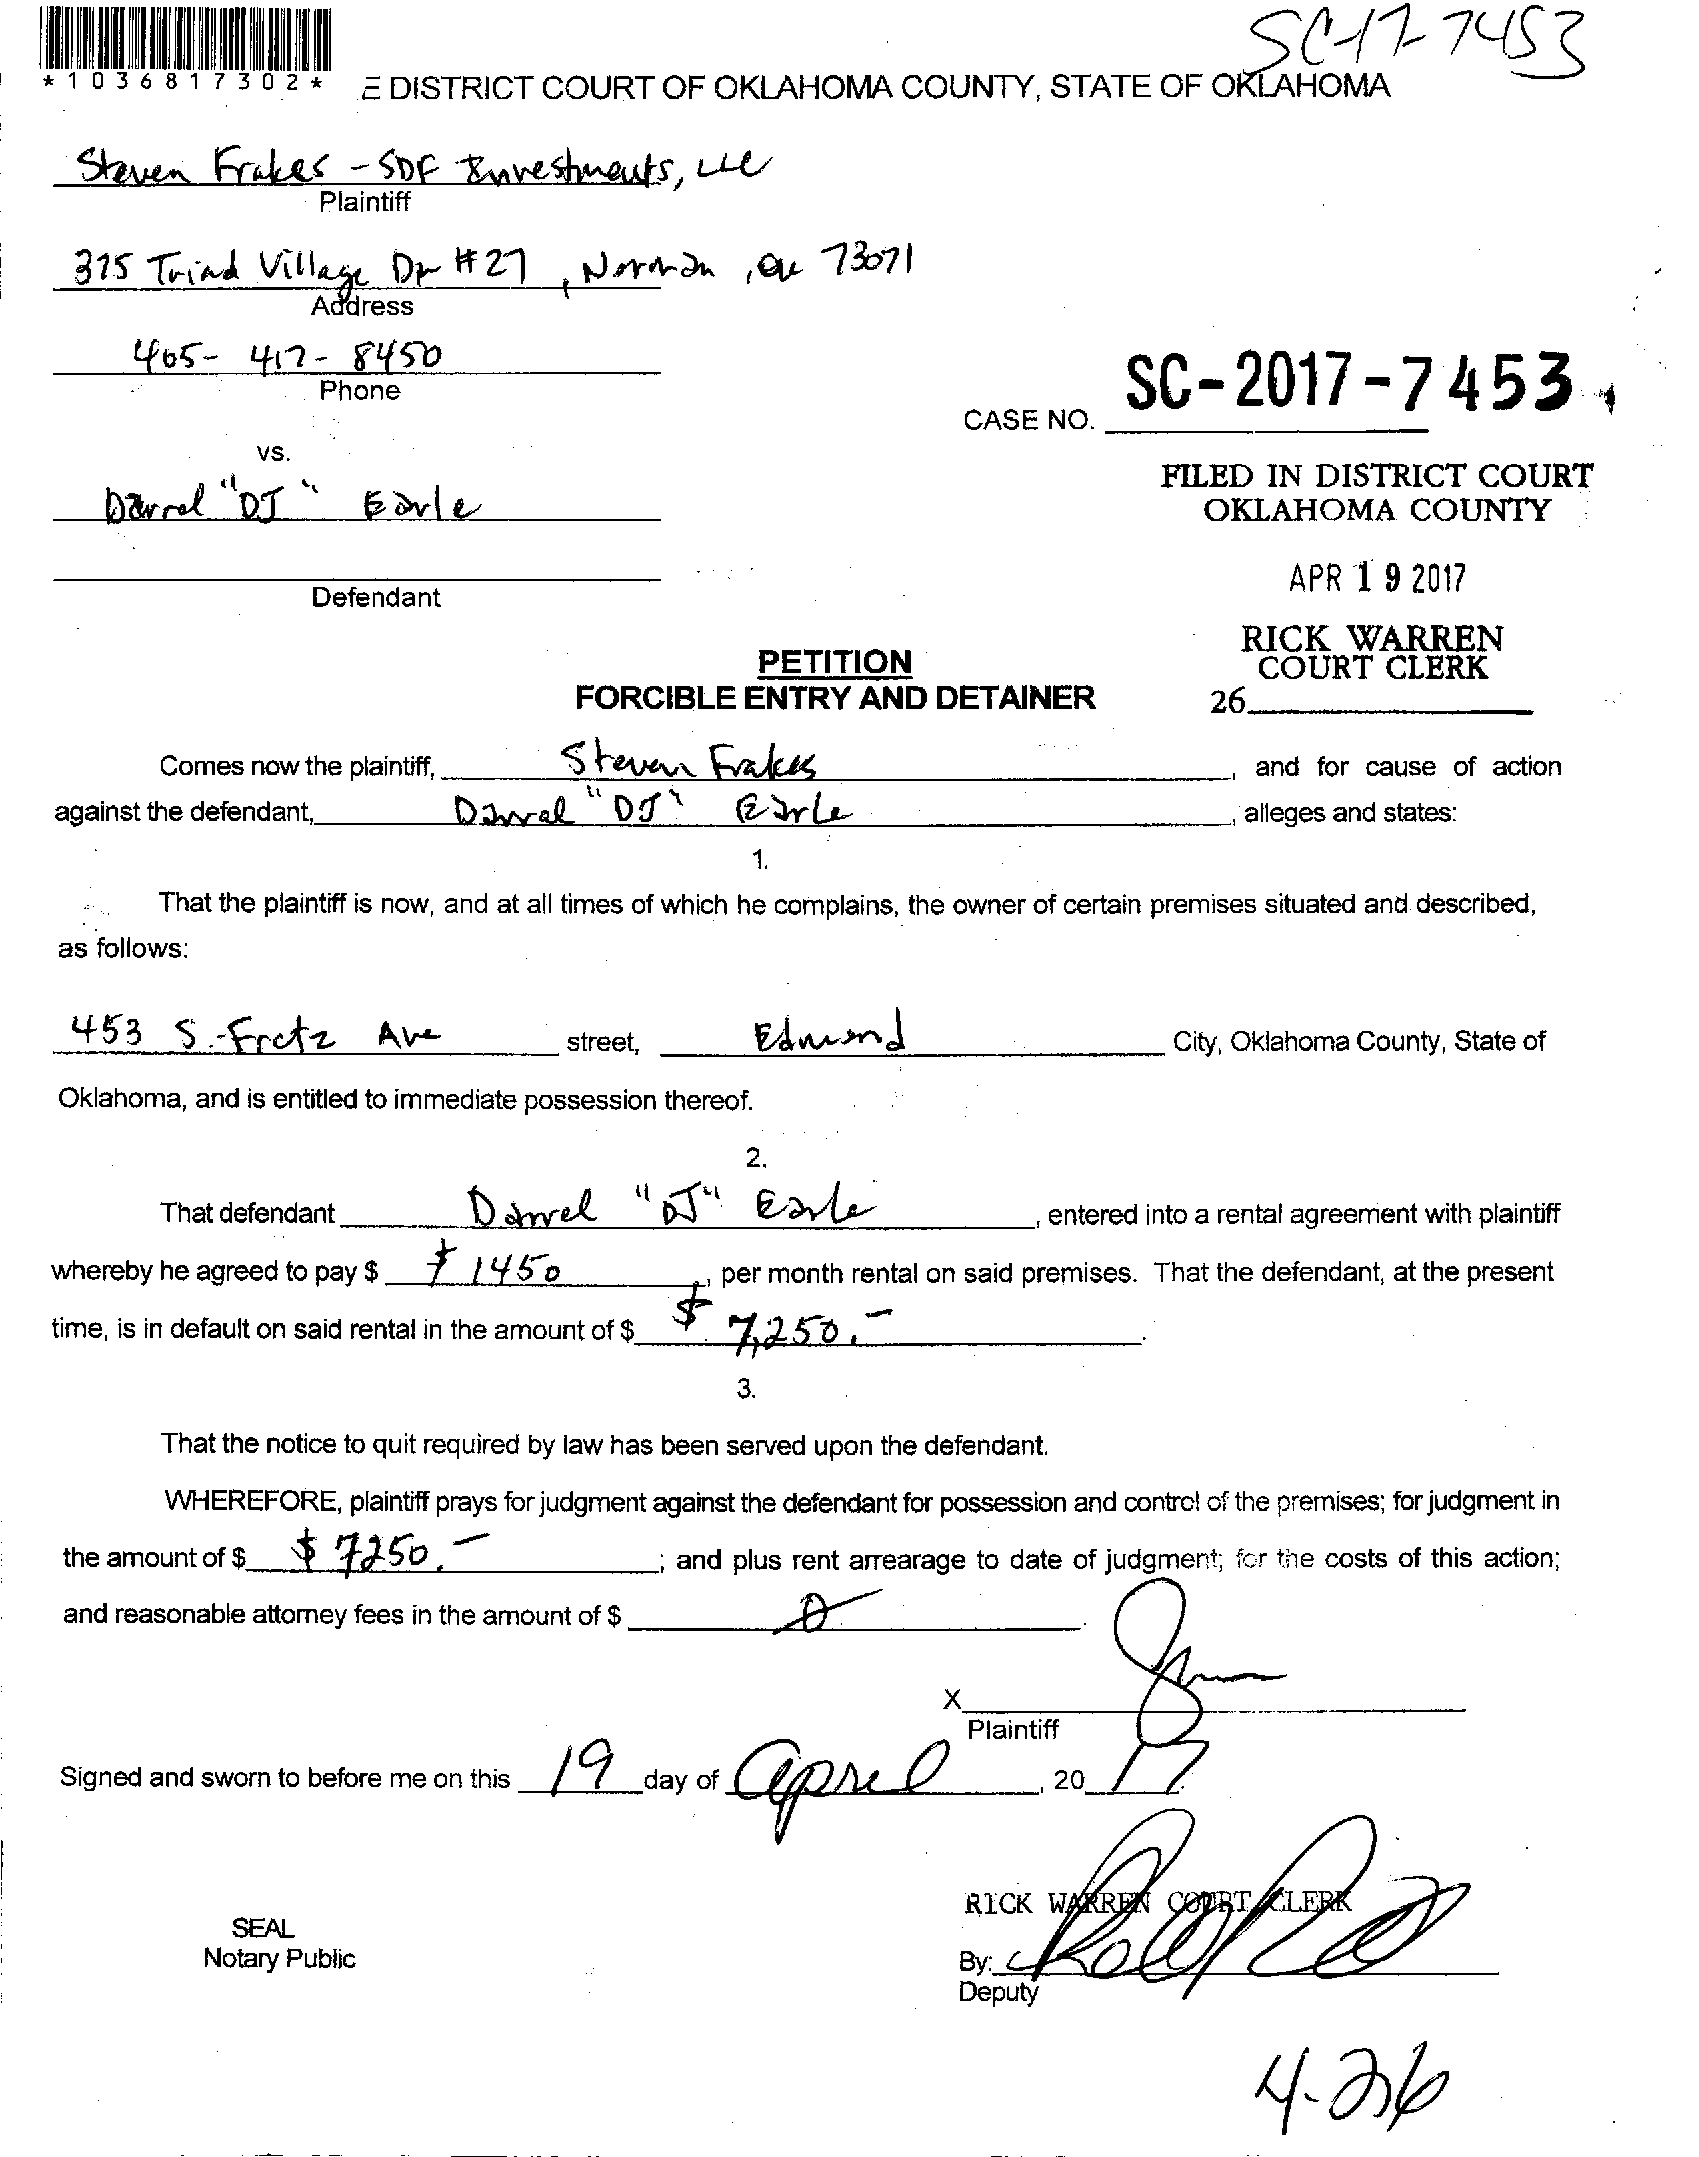 SC-17-7453
*1036817302*
E DISTRICT COURT OF OKLAHOMA COUNTY, STATE OF OKLAHOMA
Steven Frakes - SDF Investments, LLC
Plaintiff
375 Triad Village Dr #27, Norman, OK 73071
Address
405-417-8450
Phone
SC-2017-7453
CASE NO.
vs.
FILED IN DISTRICT COURT
OKLAHOMA COUNTY
Darrel "DJ" Earle
APR 19 2017
Defendant
RICK WARREN
COURT CLERK
26
PETITION
FORCIBLE ENTRY AND DETAINER
Comes now the plaintiff, Steven Frakes, and for cause of action
against the defendant, Darrel "DJ" Earle, alleges and states:
1.
That the plaintiff is now, and at all times of which he complains, the owner of certain premises situated and described,
as follows:
453 S. Fretz Ave street, Edmond City, Oklahoma County, State of
Oklahoma, and is entitled to immediate possession thereof.
2.
That defendant Darrel "DJ" Earle, entered into a rental agreement with plaintiff
whereby he agreed to pay $ $1450, per month rental on said premises. That the defendant, at the present
time, is in default on said rental in the amount of $ $ 7,250.-.
3.
That the notice to quit required by law has been served upon the defendant.
WHEREFORE, plaintiff prays for judgment against the defendant for possession and control of the premises; for judgment in
the amount of $ $ 7250.-; and plus rent arrearage to date of judgment; for the costs of this action;
and reasonable attorney fees in the amount of $ 0.
X
Plaintiff
Signed and sworn to before me on this 19 day of April, 2017.
RICK WARREN COURT CLERK
SEAL
Notary Public
By:
Deputy
4-26